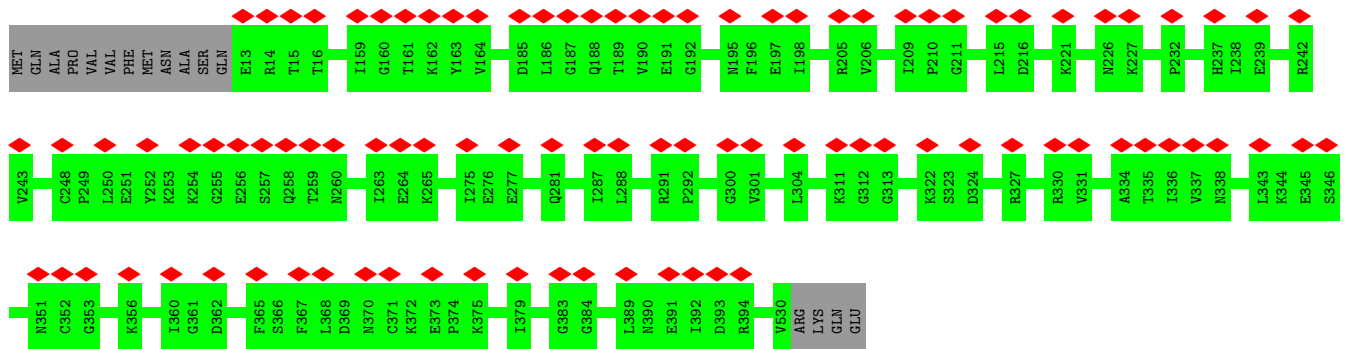 MET GLN ALA PRO VAL VAL PHE MET ASN ALA SER GLN E13 R14 T15 T16 I159 G160 T161 K162 Y163 V164 D185 L186 G187 Q188 T189 V190 E191 G192 N195 F196 E197 I198 R205 V206 I209 P210 G211 L215 D216 K221 N226 K227 P232 H237 I238 E239 R242
V243 C248 P249 L250 E251 Y252 K253 K254 G255 E256 S257 Q258 T259 N260 I263 E264 K265 I275 E276 E277 Q281 I287 L288 R291 P292 G300 V301 L304 K311 G312 G313 K322 S323 D324 R327 R330 V331 A334 T335 I336 V337 N338 L343 K344 E345 S346
N351 C352 G353 K356 I360 G361 D362 F365 S366 F367 L368 D369 N370 C371 K372 E373 P374 K375 I379 G383 G384 L389 N390 E391 I392 D393 R394 V530 ARG LYS GLN GLU